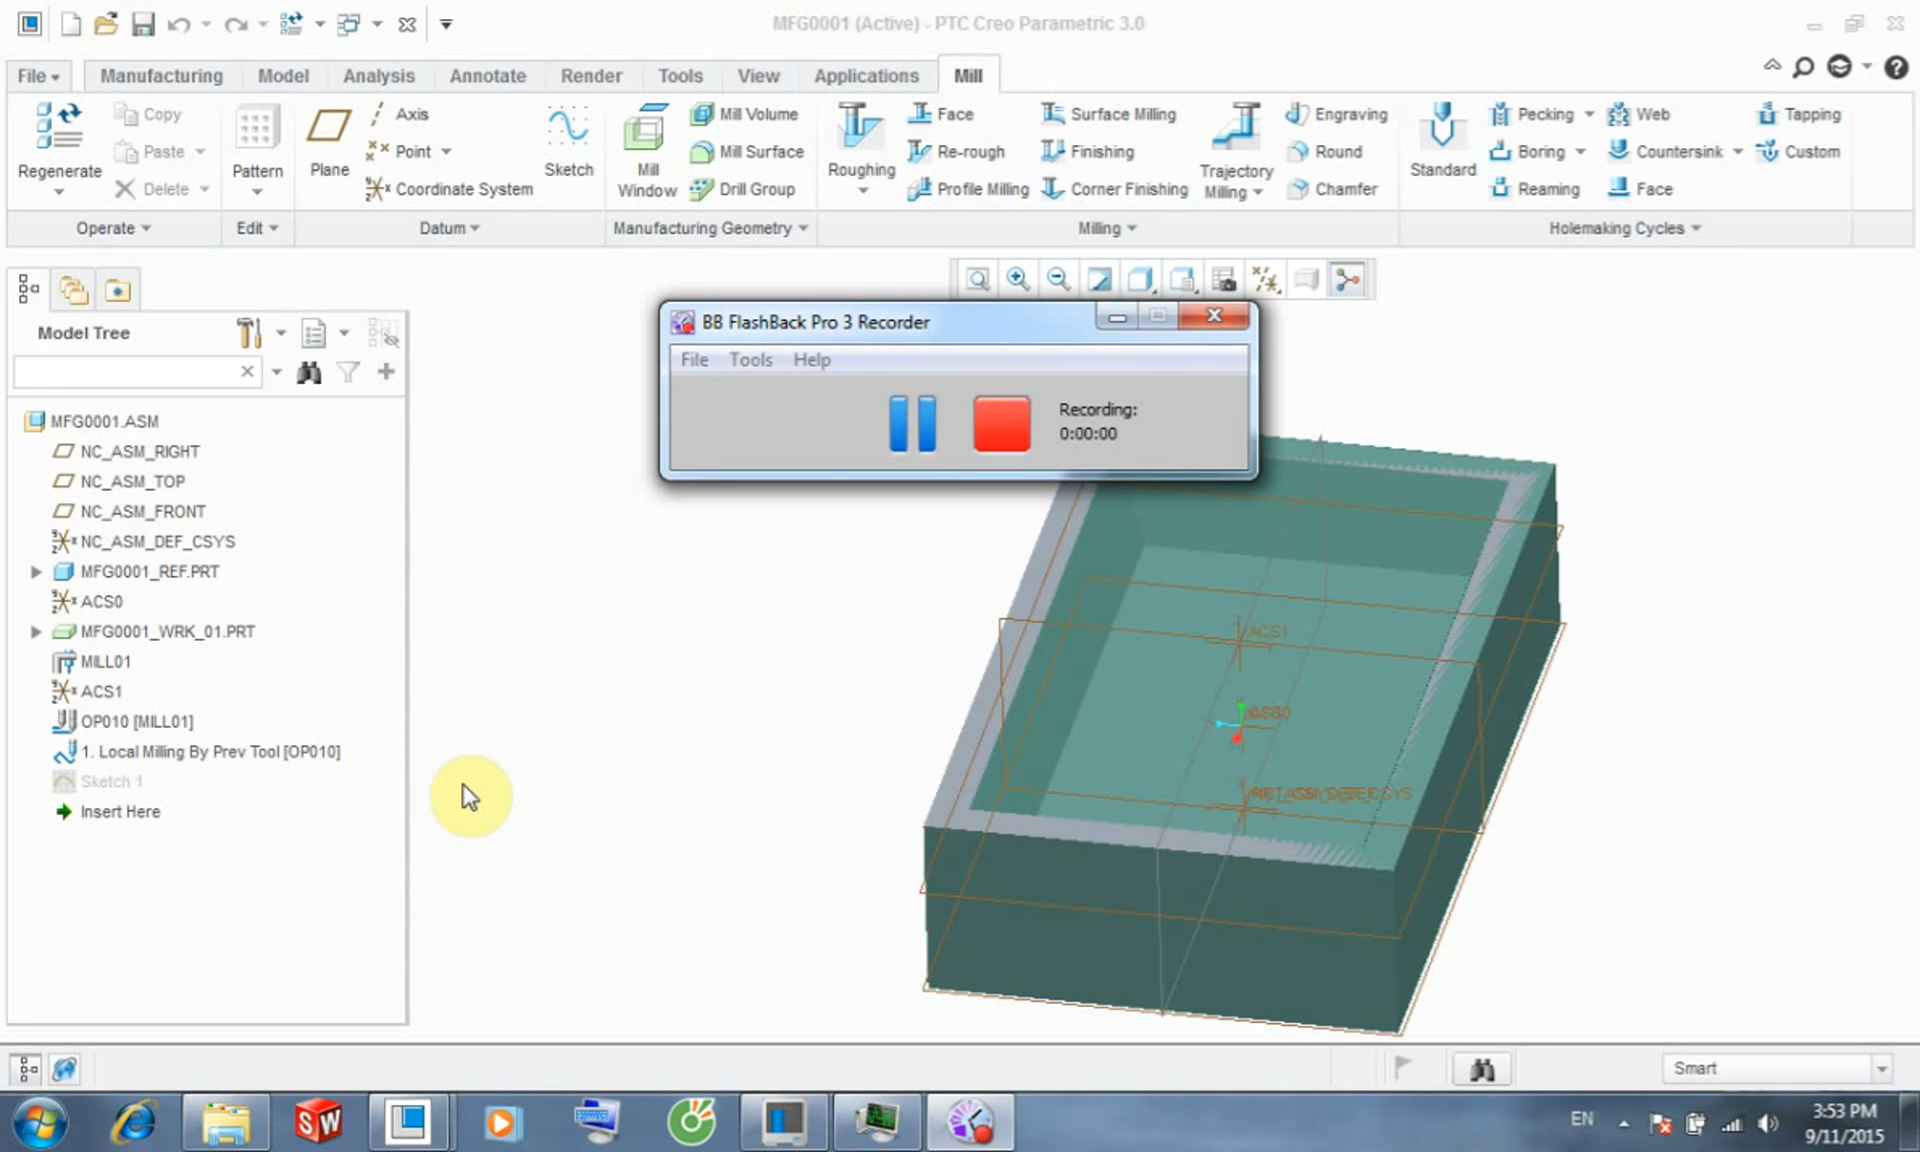 MFG0001 (Active) - PTC Creo Parametric 3.0
File Manufacturing Model Analysis Annotate Render Tools View Applications Mill
Regenerate
Copy
Paste
Delete
Pattern
Plane
Axis
Point
Coordinate System
Sketch
Mill Window
Mill Volume
Mill Surface
Drill Group
Roughing
Face
Re-rough
Profile Milling
Surface Milling
Finishing
Corner Finishing
Trajectory Milling
Engraving
Round
Chamfer
Standard
Pecking
Boring
Reaming
Web
Countersink
Face
Tapping
Custom
Operate Edit Datum Manufacturing Geometry Milling Holemaking Cycles
Model Tree
BB FlashBack Pro 3 Recorder
File Tools Help
Recording:
0:00:00
MFG0001.ASM
NC_ASM_RIGHT
NC_ASM_TOP
NC_ASM_FRONT
NC_ASM_DEF_CSYS
MFG0001_REF.PRT
ACS0
MFG0001_WRK_01.PRT
MILL01
ACS1
OP010 [MILL01]
1. Local Milling By Prev Tool [OP010]
Sketch 1
Insert Here
ACS1
Smart
SW
EN
3:53 PM
9/11/2015